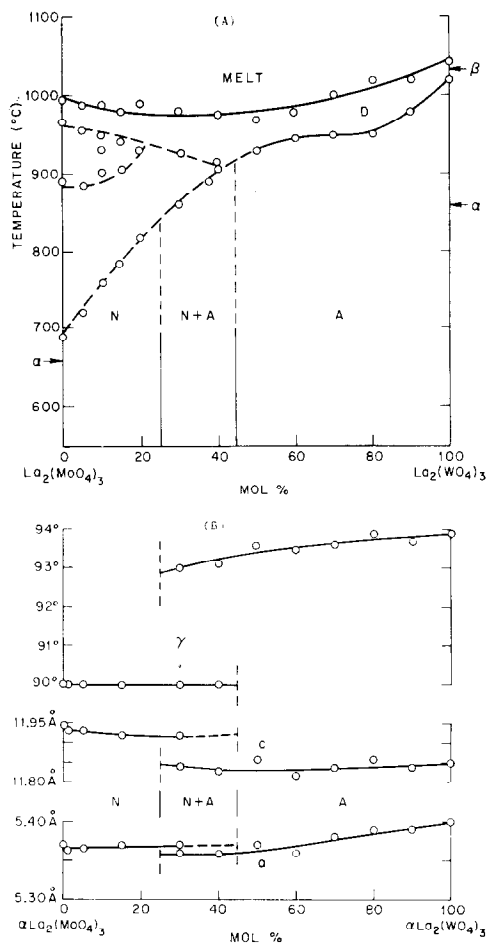 (A)
1100
1000
900
800
700
600
TEMPERATURE (°C)
MELT
D
β
α
α
N
N+A
A
0 20 40 60 80 100
La₂(MoO₄)₃ MOL % La₂(WO₄)₃
(B)
94°
93°
92°
91°
90°
γ
11.95Å
c
11.80Å
N
N+A
A
5.40Å
a
5.30Å
0 20 40 60 80 100
αLa₂(MoO₄)₃ MOL % αLa₂(WO₄)₃